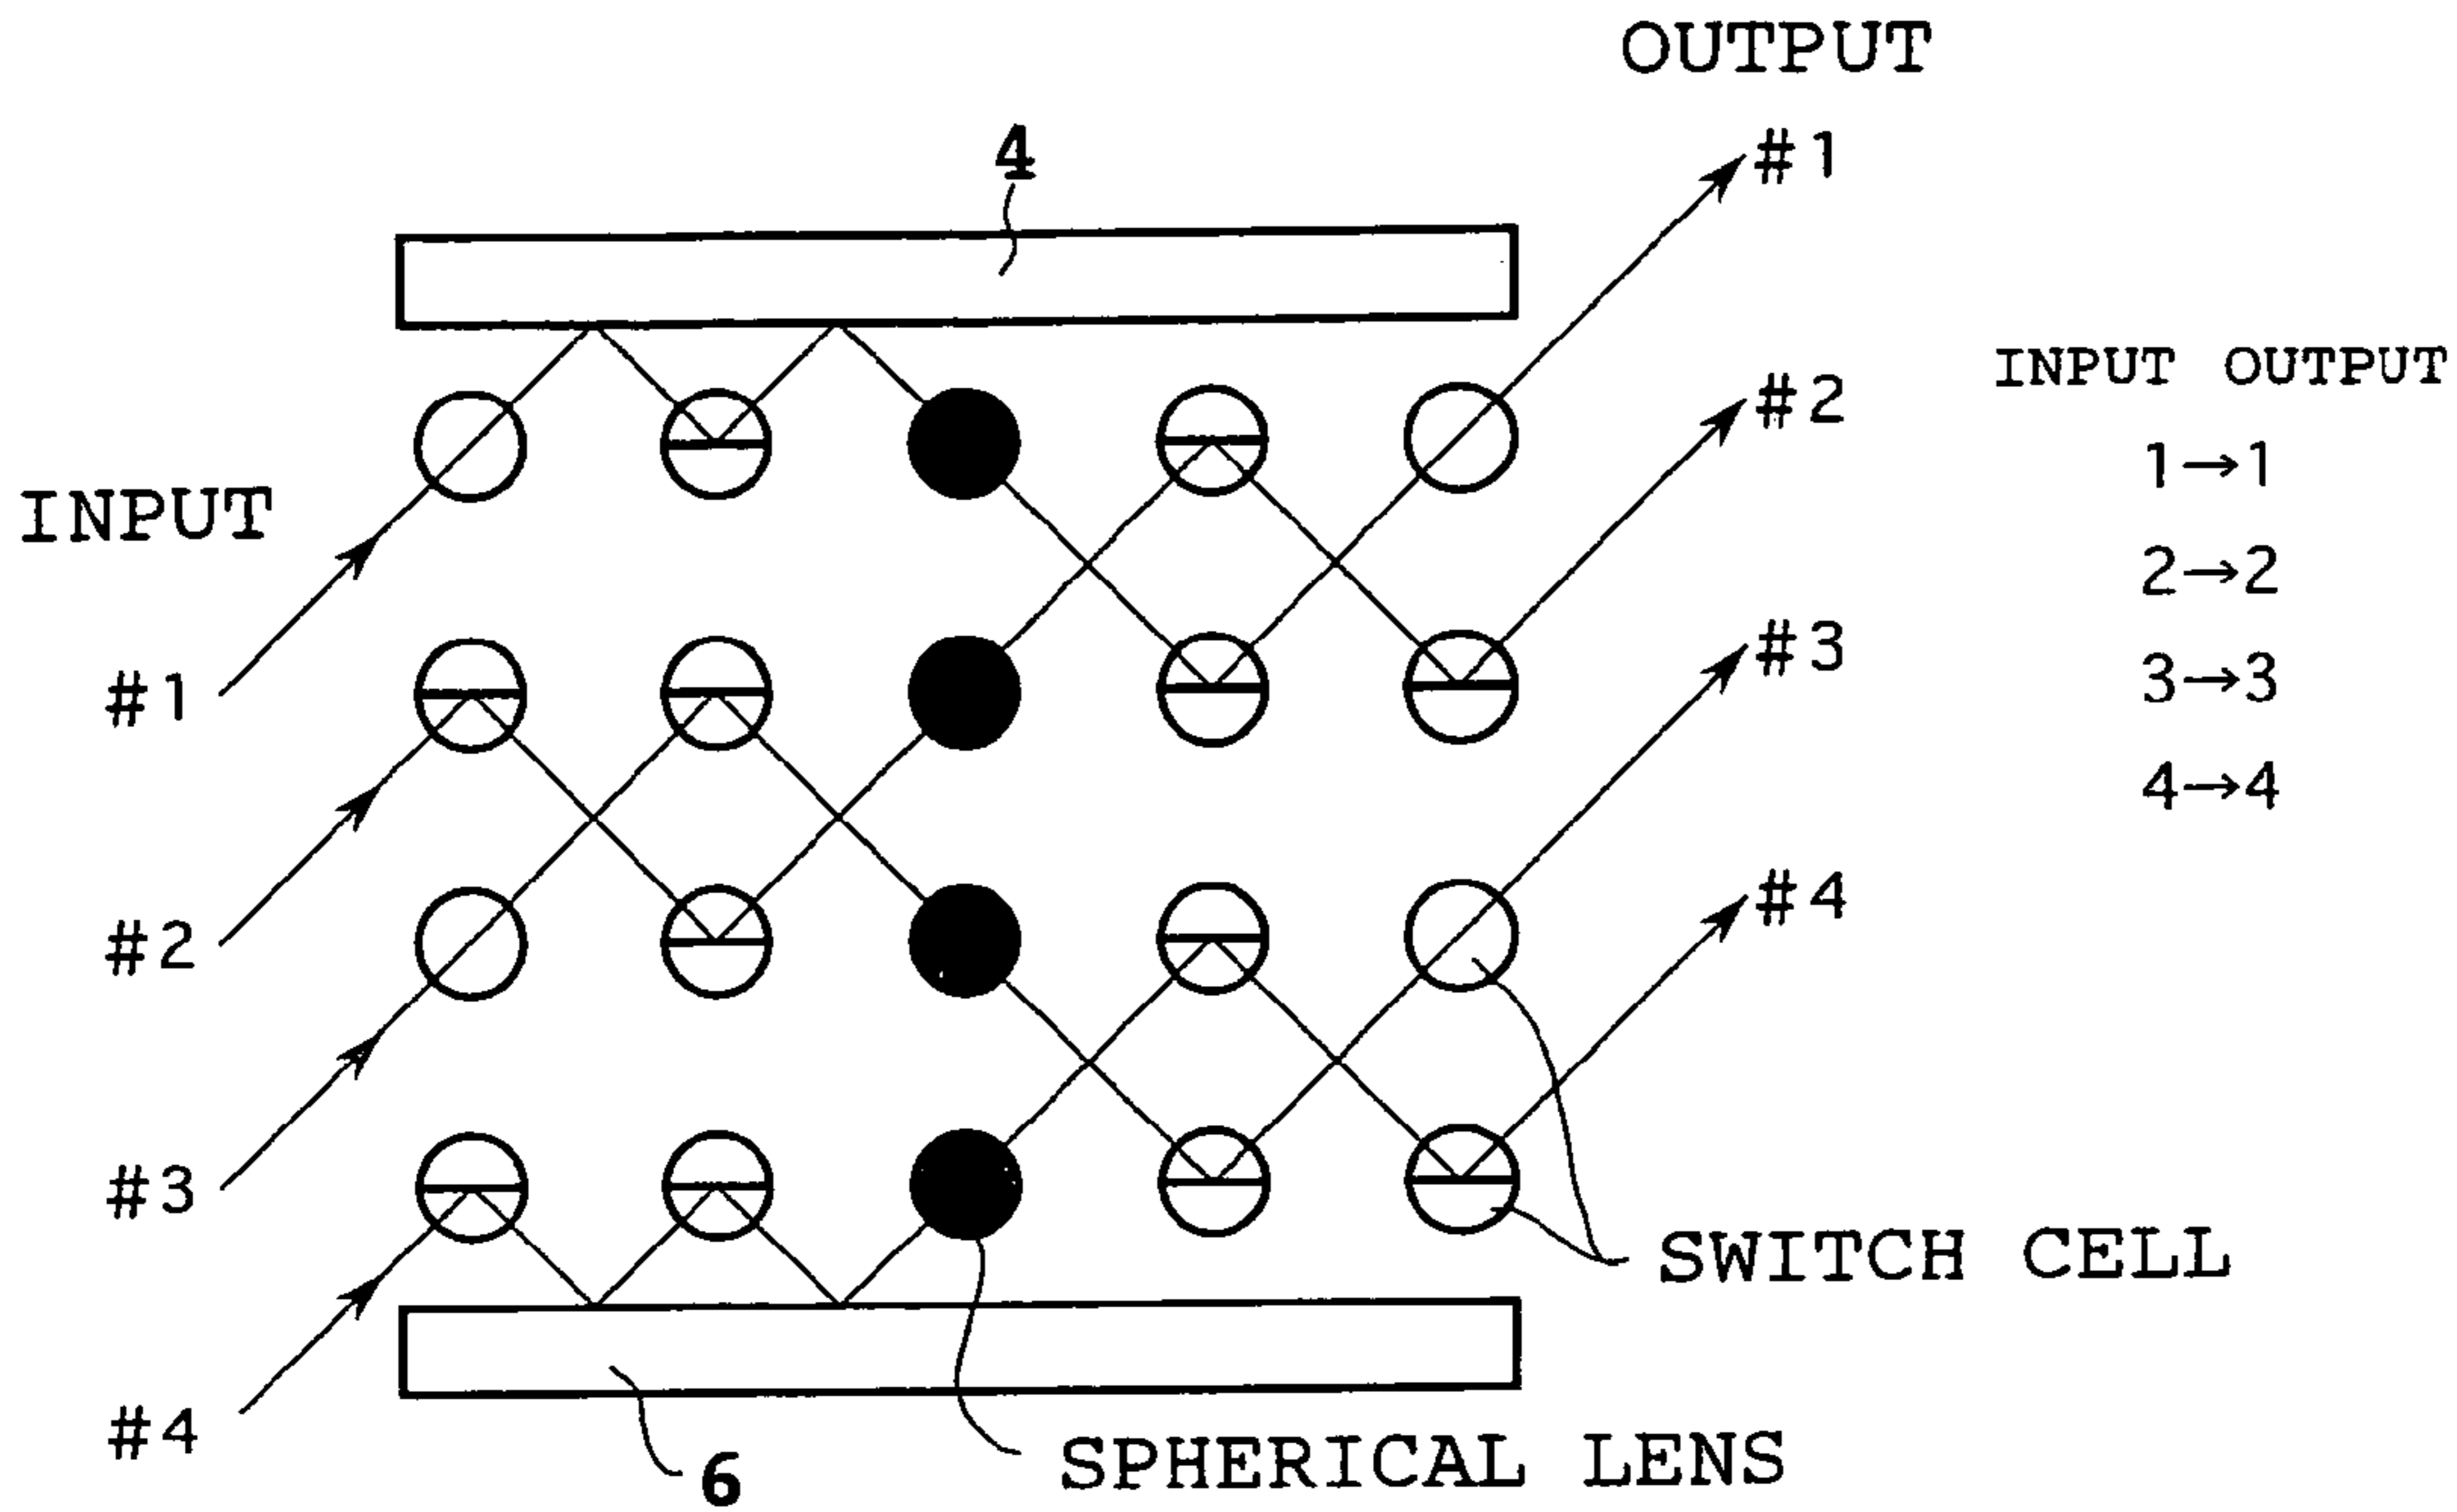 OUTPUT
#1
4
#2
INPUT OUTPUT
1→1
INPUT
2→2
#3
3→3
#1
4→4
#4
#2
#3
SWITCH CELL
#4
SPHERICAL LENS
6